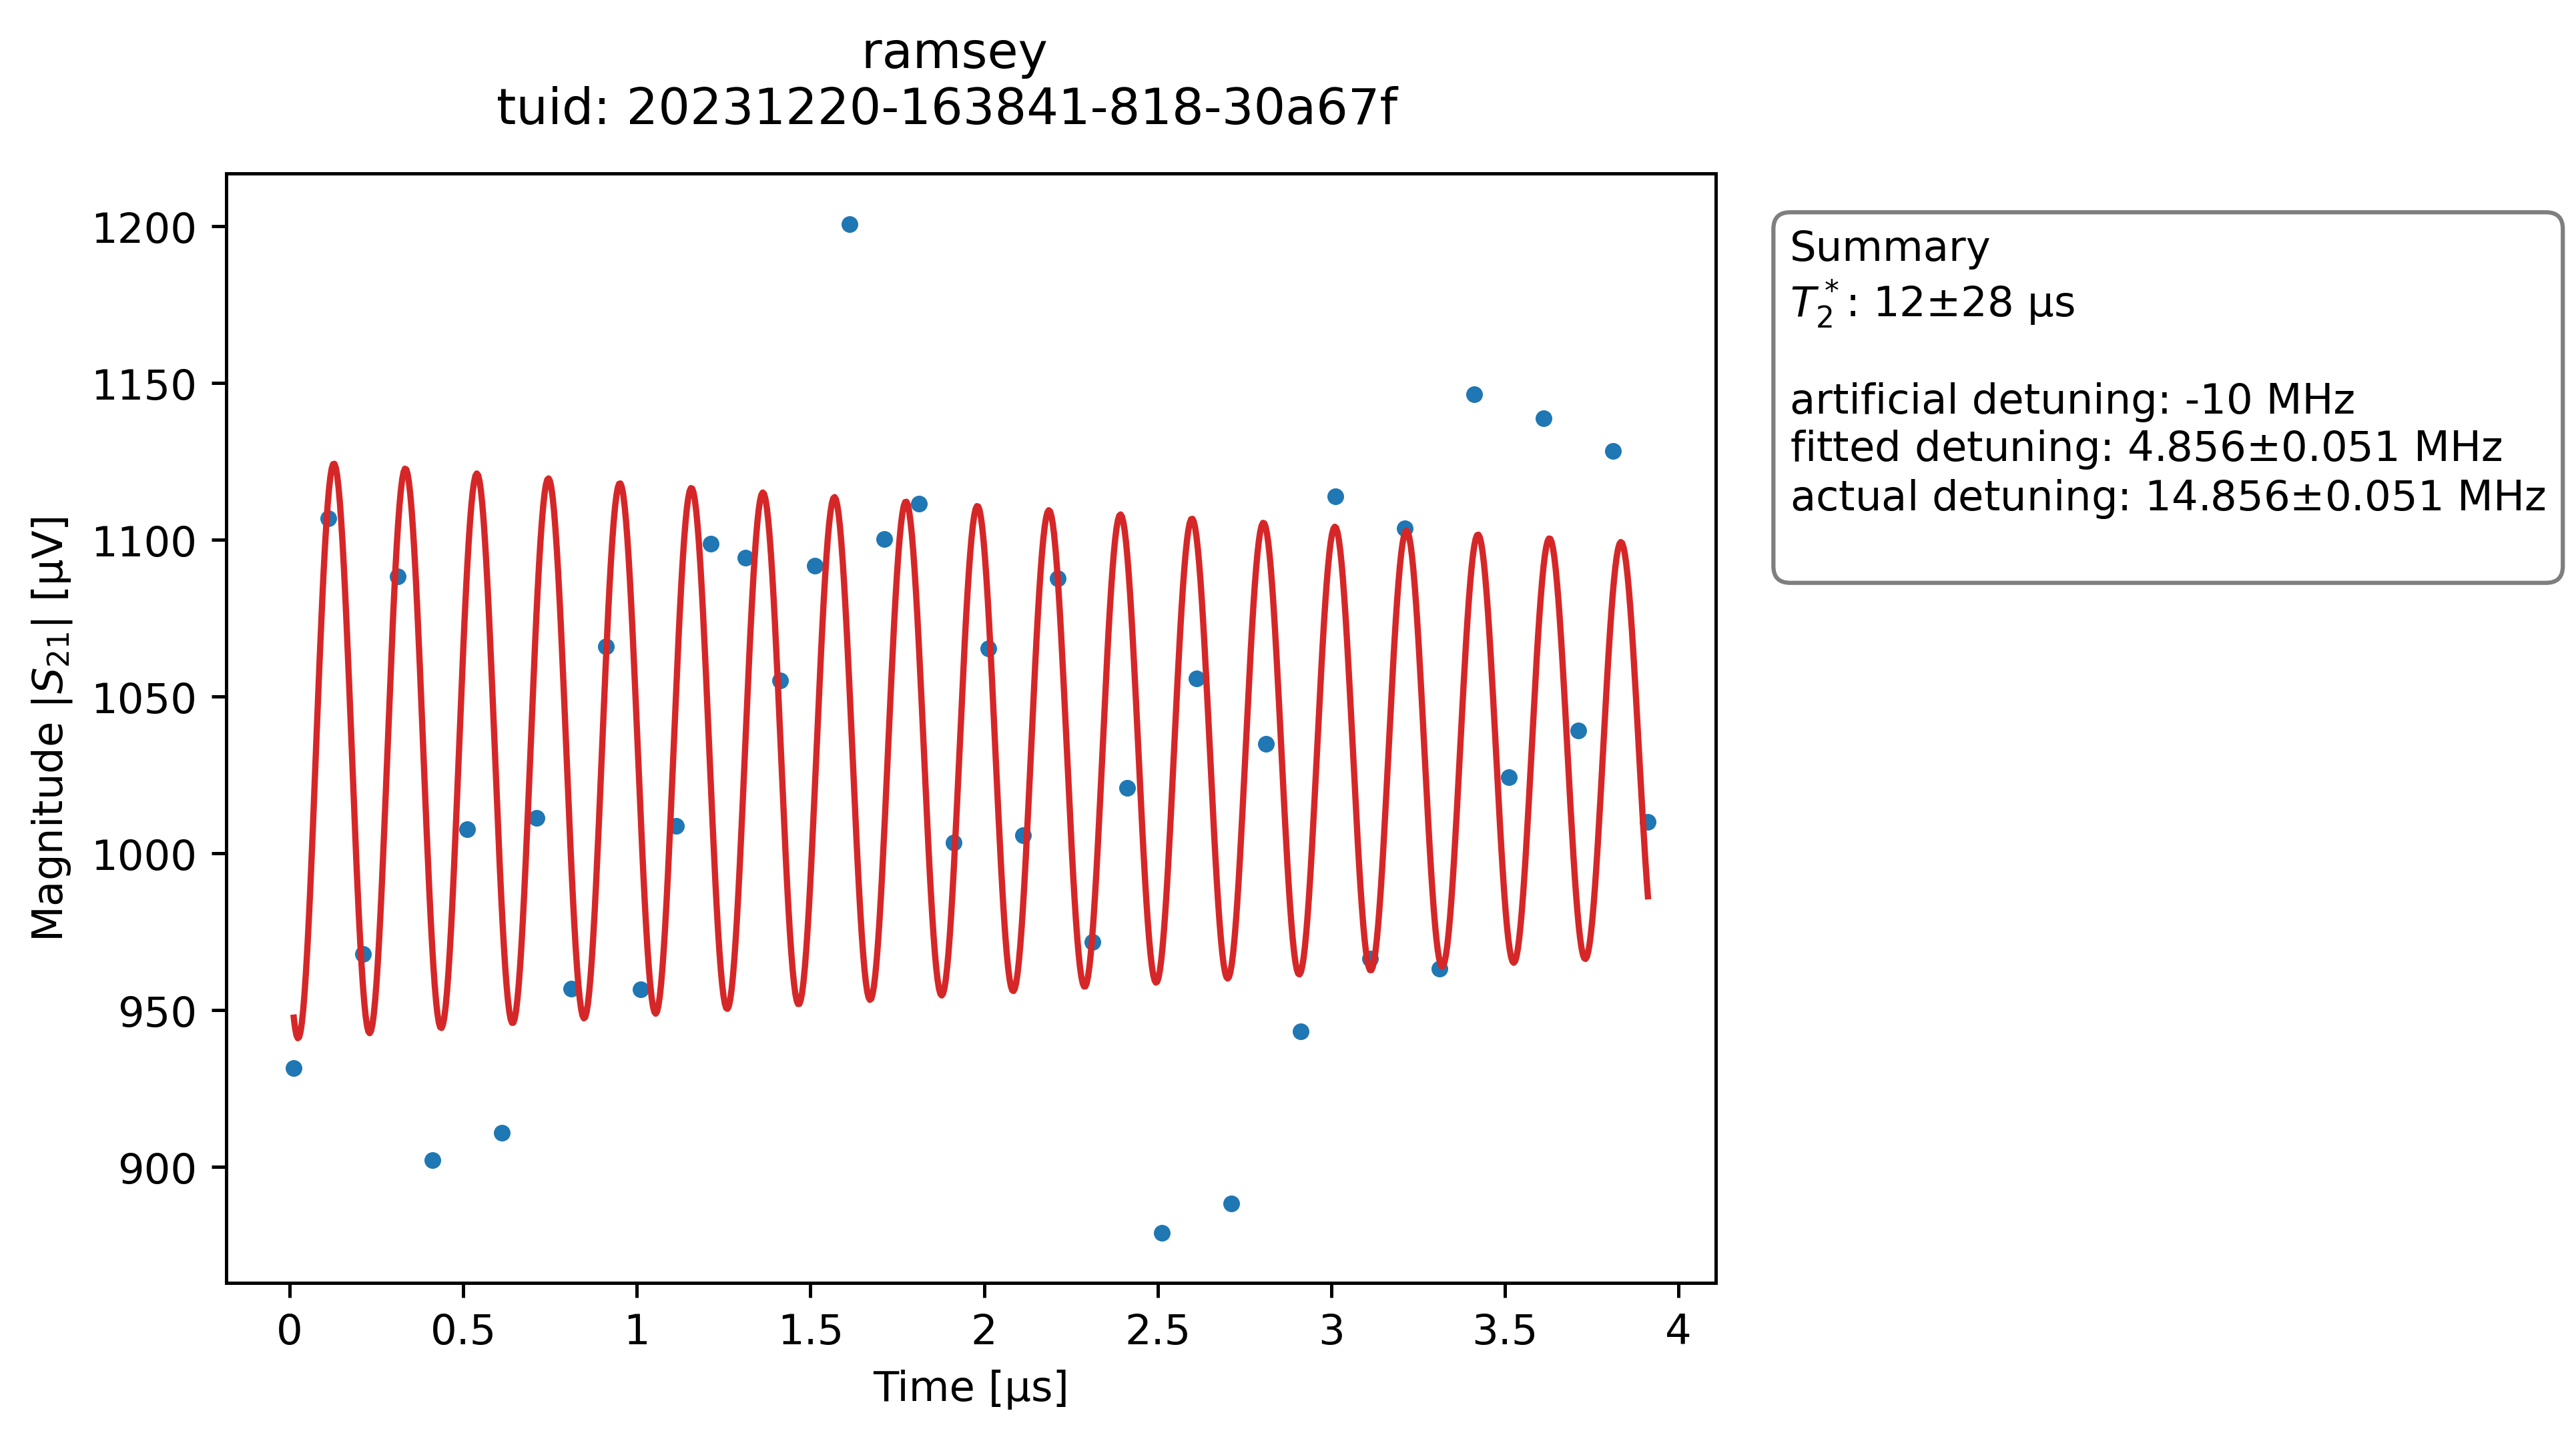 ramsey
tuid: 20231220-163841-818-30a67f
Magnitude |S₂₁| [µV]
1200
1150
1100
1050
1000
950
900
0 0.5 1 1.5 2 2.5 3 3.5 4
Time [µs]
Summary
T₂*: 12±28 µs
artificial detuning: -10 MHz
fitted detuning: 4.856±0.051 MHz
actual detuning: 14.856±0.051 MHz